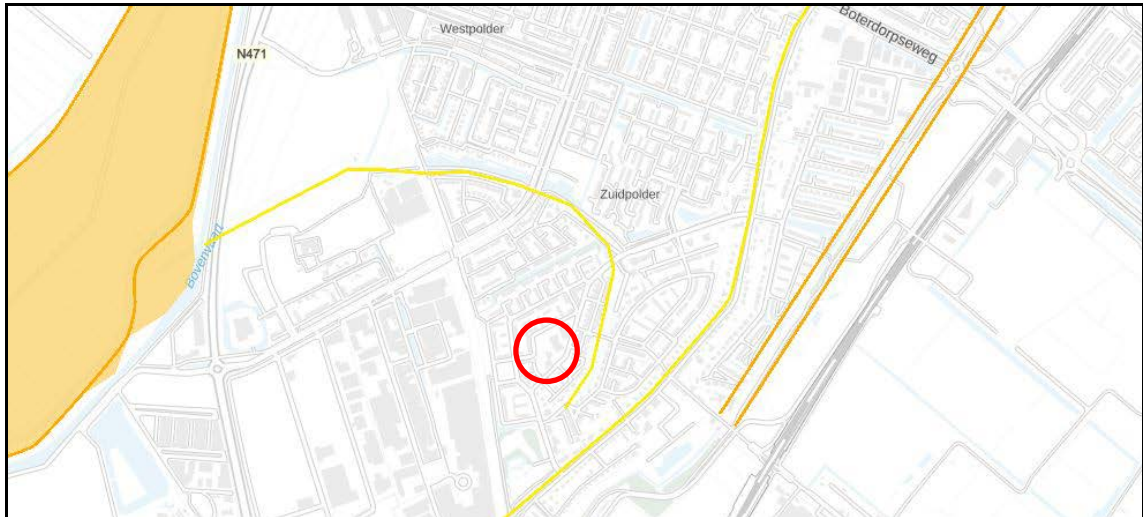 Boterdorpseweg
Westpolder
N471
Zuidpolder
Bovenvaart